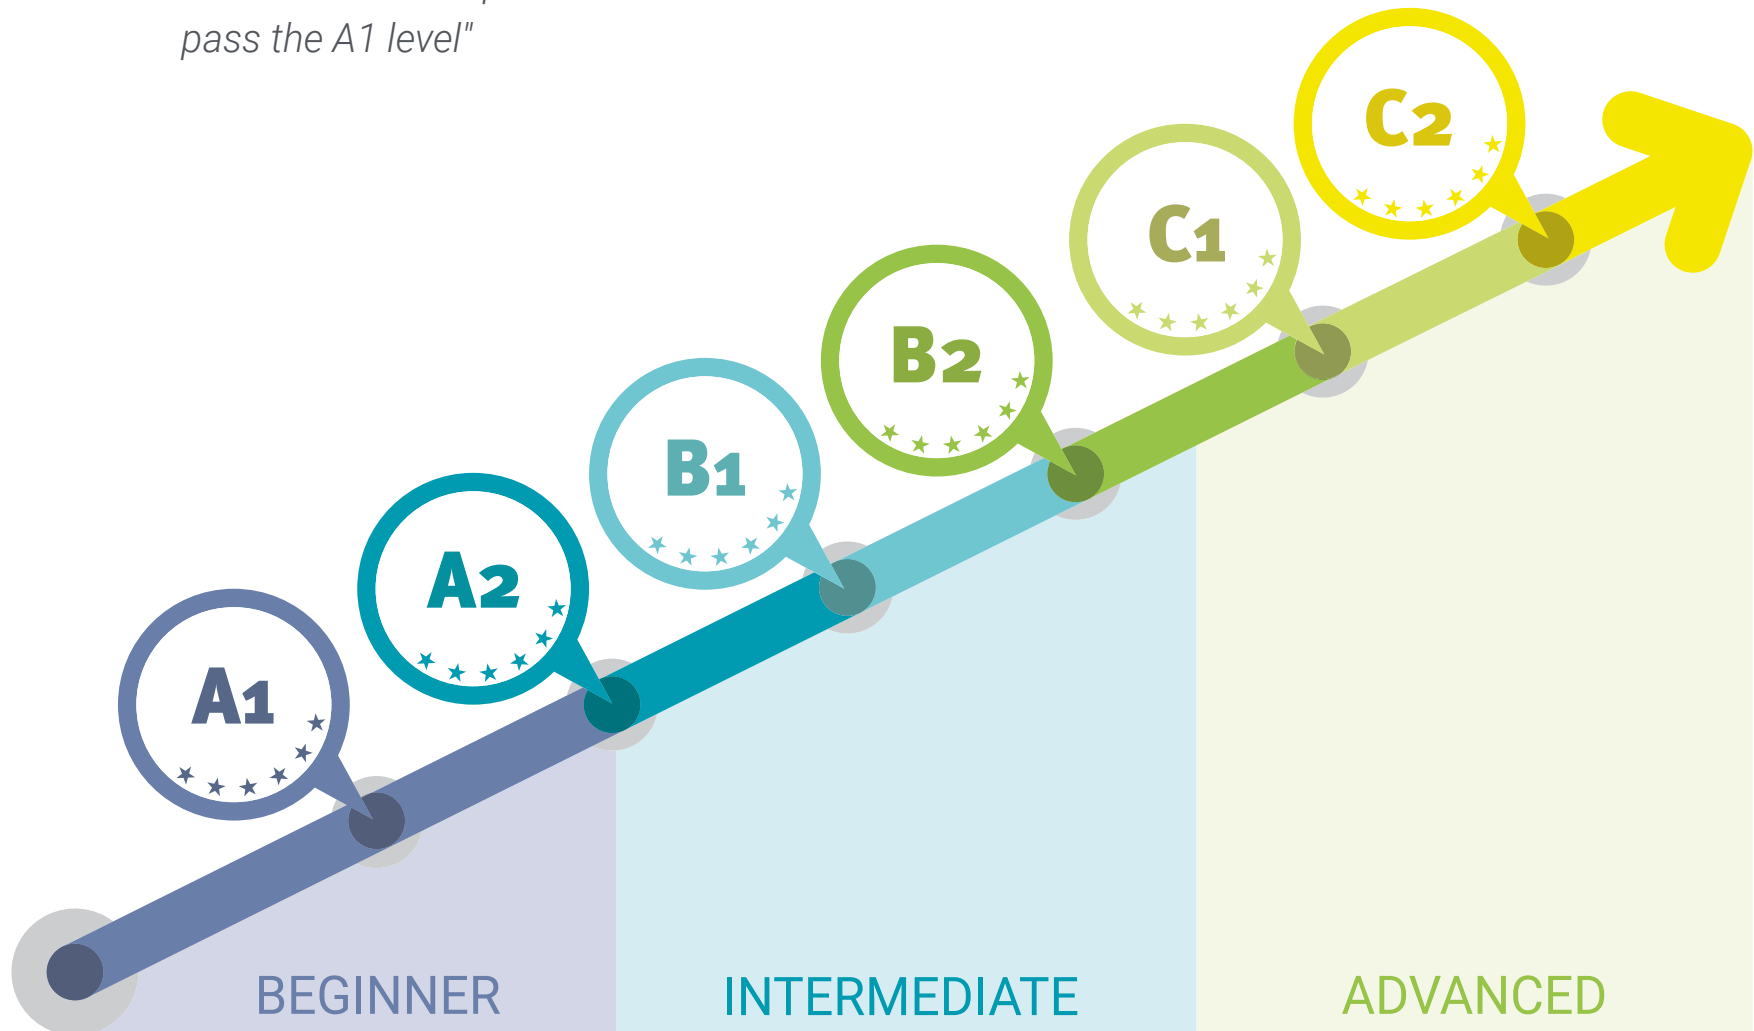 pass the A1 level"
C2
C1
B2
B1
A2
A1
BEGINNER INTERMEDIATE ADVANCED